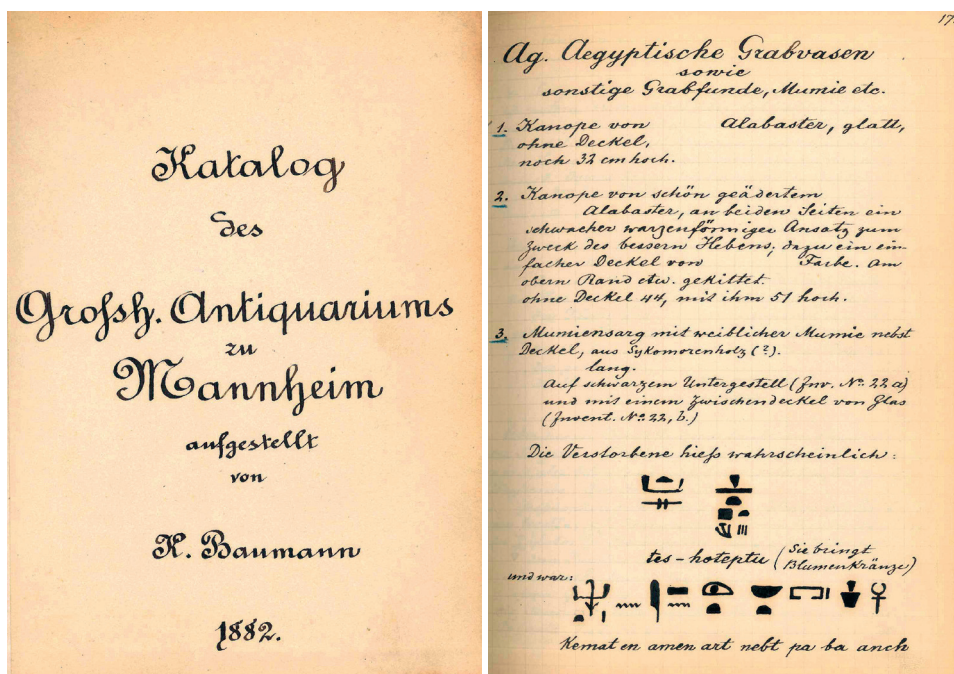 Katalog
des
Grossh. Antiquariums
zu
Mannheim
aufgestellt
von
K. Baumann
1882.
17
Ag. Aegyptische Grabvasen
sowie
sonstige Grabfunde, Mumie etc.
1. Kanope von Alabaster, glatt,
ohne Deckel,
noch 32 cm hoch.
2. Kanope von schön geädertem
Alabaster, an beiden Seiten ein
schwacher warzenförmiger Ansatz zum
Zweck des bessern Hebens; dazu ein ein-
facher Deckel von Farbe. Am
obern Rand etw. gekittet.
ohne Deckel 44, mit ihm 51 hoch.
3. Mumiensarg mit weiblicher Mumie nebst
Deckel, aus Sykomorenholz (?).
lang.
Auf schwarzem Untergestell (Inv. No. 22 a)
und mit einem Zwischendeckel von Glas
(Invent. No. 22, b.)
Die Verstorbene hiess wahrscheinlich:
tes-hoteptu (Sie bringt
Blumenkränze)
und war:
Kemat en amen art nebt pa ba anch